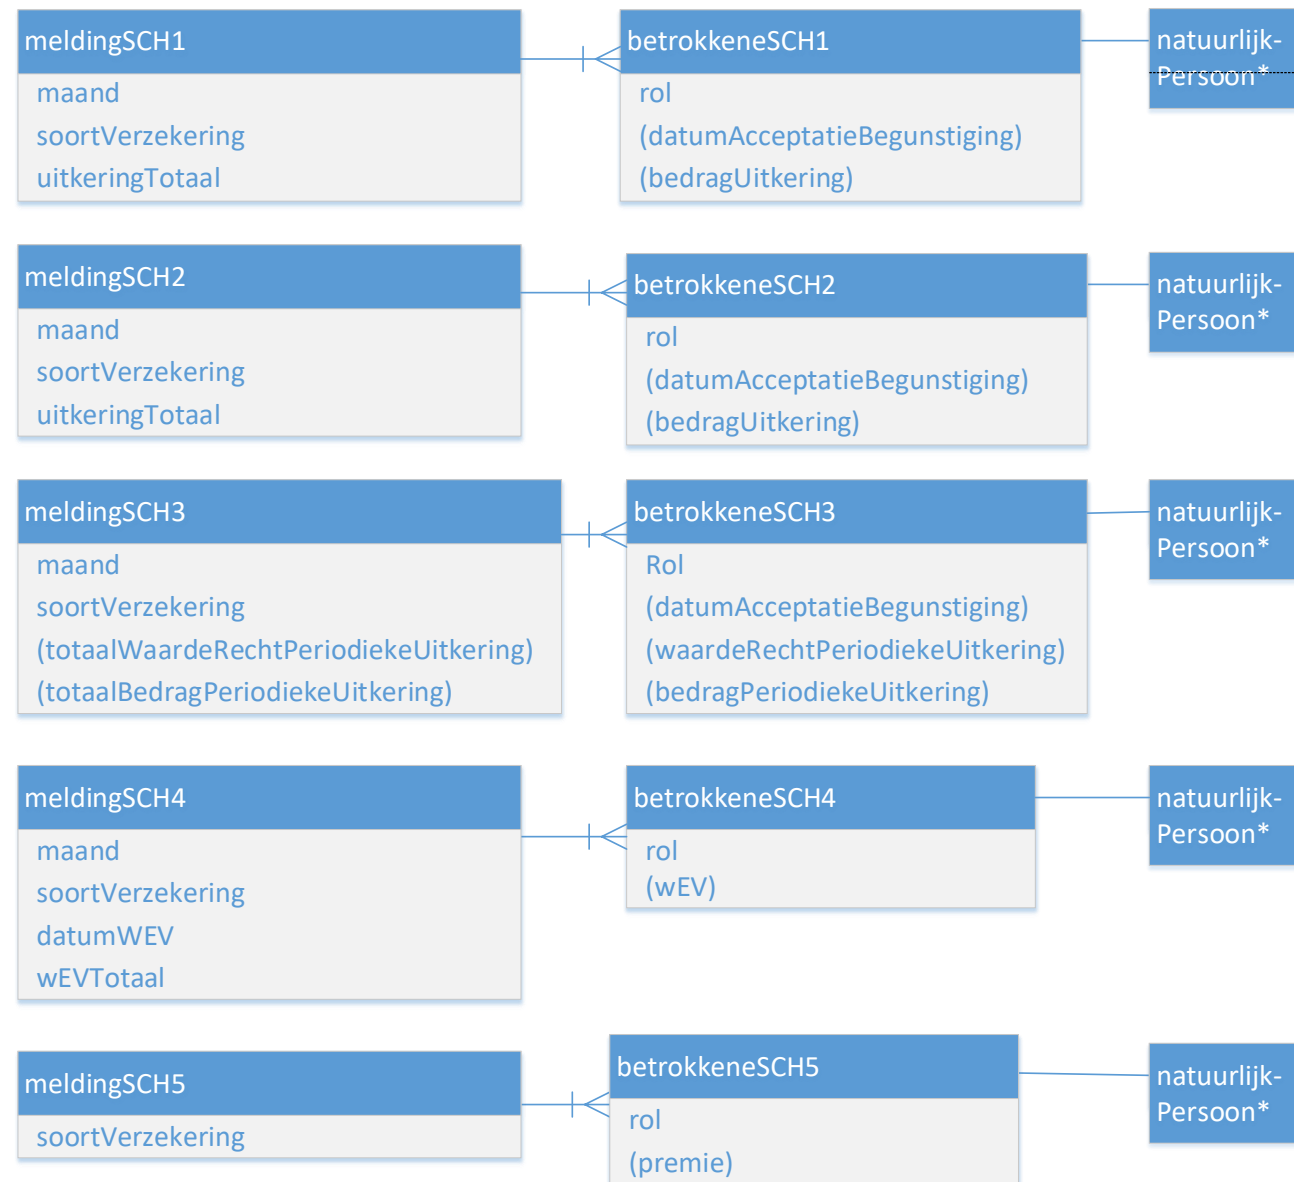 meldingSCH1
maand
soortVerzekering
uitkeringTotaal
betrokkeneSCH1
rol
(datumAcceptatieBegunstiging)
(bedragUitkering)
natuurlijk-
Persoon*
meldingSCH2
maand
soortVerzekering
uitkeringTotaal
betrokkeneSCH2
rol
(datumAcceptatieBegunstiging)
(bedragUitkering)
natuurlijk-
Persoon*
meldingSCH3
maand
soortVerzekering
(totaalWaardeRechtPeriodiekeUitkering)
(totaalBedragPeriodiekeUitkering)
betrokkeneSCH3
Rol
(datumAcceptatieBegunstiging)
(waardeRechtPeriodiekeUitkering)
(bedragPeriodiekeUitkering)
natuurlijk-
Persoon*
meldingSCH4
maand
soortVerzekering
datumWEV
wEVTotaal
betrokkeneSCH4
rol
(wEV)
natuurlijk-
Persoon*
meldingSCH5
soortVerzekering
betrokkeneSCH5
rol
(premie)
natuurlijk-
Persoon*